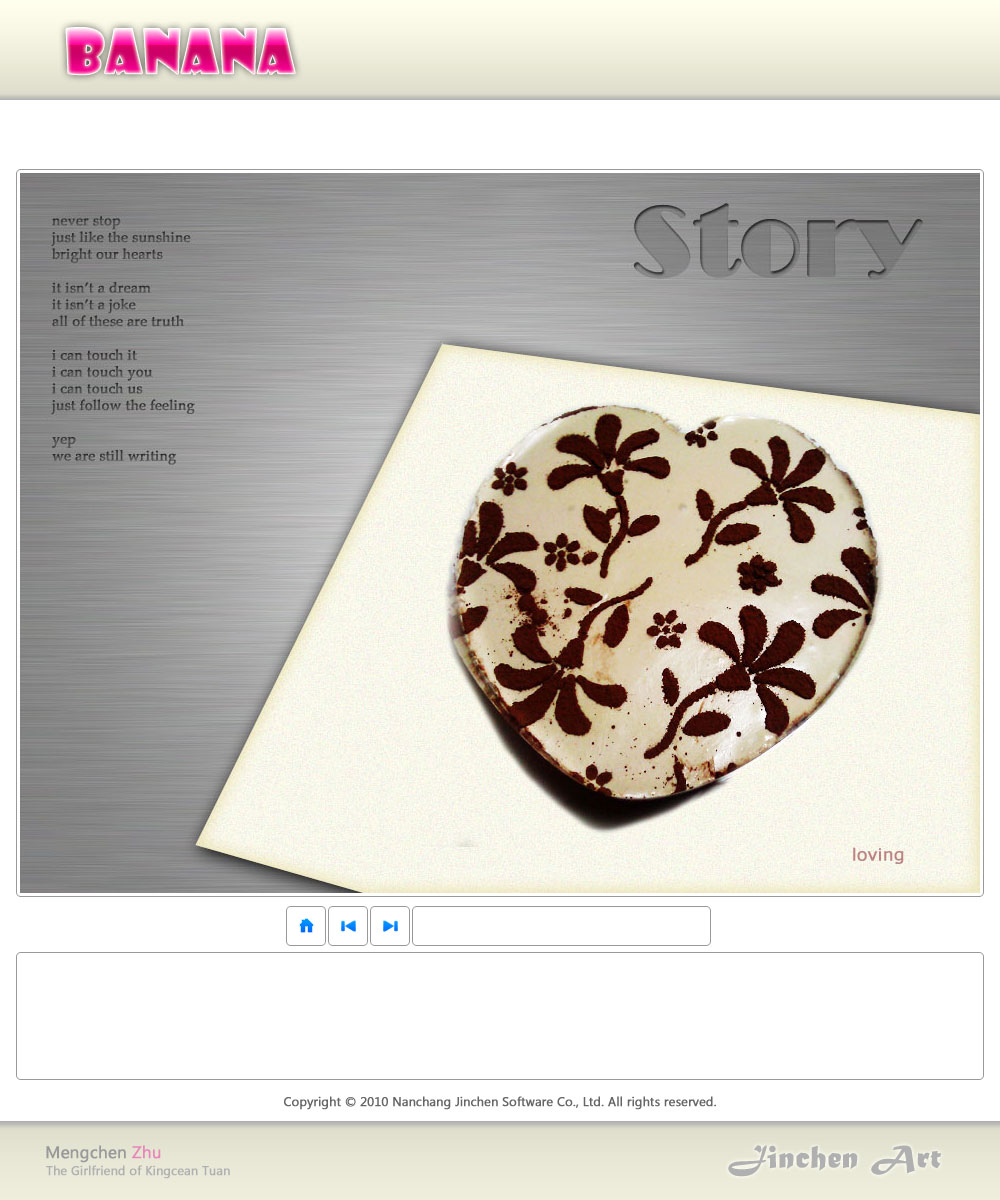 BANANA
Story
never stop
just like the sunshine
bright our hearts
it isn't a dream
it isn't a joke
all of these are truth
i can touch it
i can touch you
i can touch us
just follow the feeling
yep
we are still writing
loving
Copyright © 2010 Nanchang Jinchen Software Co., Ltd. All rights reserved.
Mengchen Zhu
The Girlfriend of Kingcean Tuan
Jinchen Art